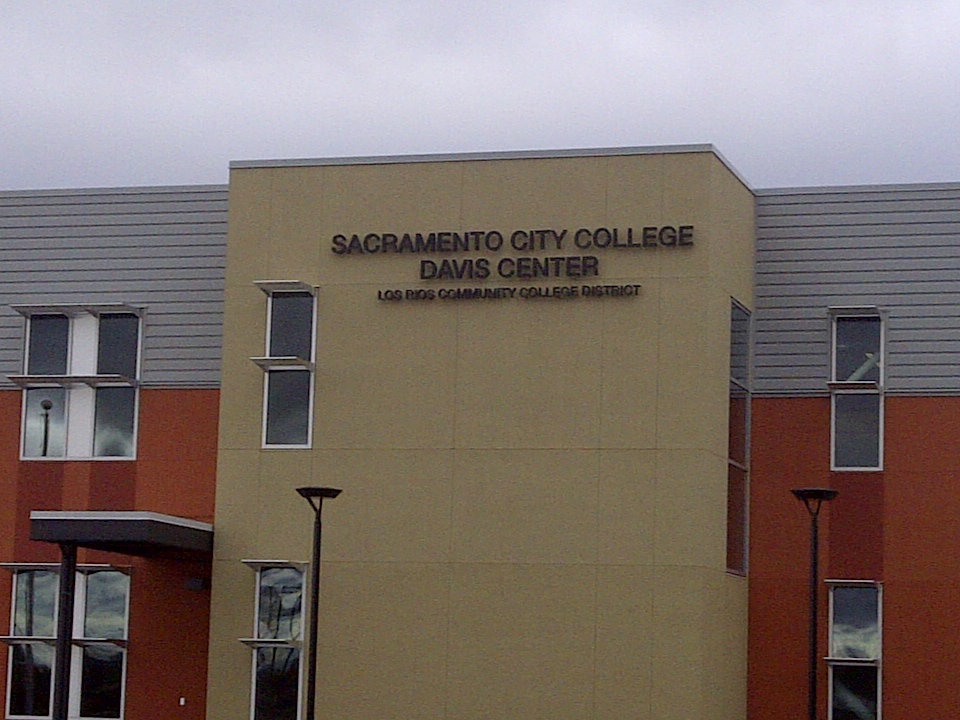 SACRAMENTO CITY COLLEGE
DAVIS CENTER
LOS RIOS COMMUNITY COLLEGE DISTRICT